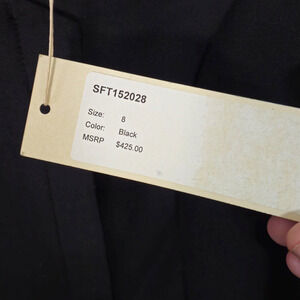 SFT152028
Size: 8
Color: Black
MSRP $425.00